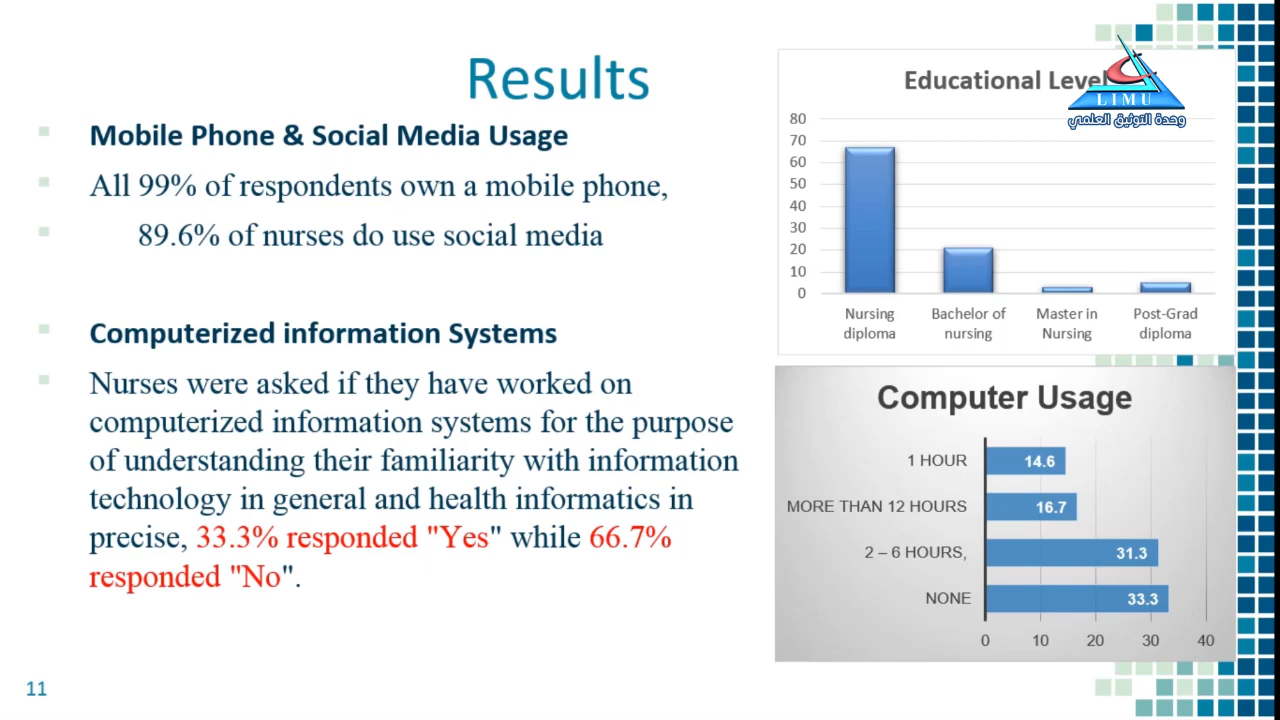 Results
Mobile Phone & Social Media Usage
All 99% of respondents own a mobile phone,
89.6% of nurses do use social media
Computerized information Systems
Nurses were asked if they have worked on
computerized information systems for the purpose
of understanding their familiarity with information
technology in general and health informatics in
precise, 33.3% responded "Yes" while 66.7%
responded "No".
11
Educational Level
80
70
60
50
40
30
20
10
0
Nursing diploma
Bachelor of nursing
Master in Nursing
Post-Grad diploma
LIMU
وحدة التوثيق العلمي
Computer Usage
1 HOUR 14.6
MORE THAN 12 HOURS 16.7
2 – 6 HOURS, 31.3
NONE 33.3
0 10 20 30 40